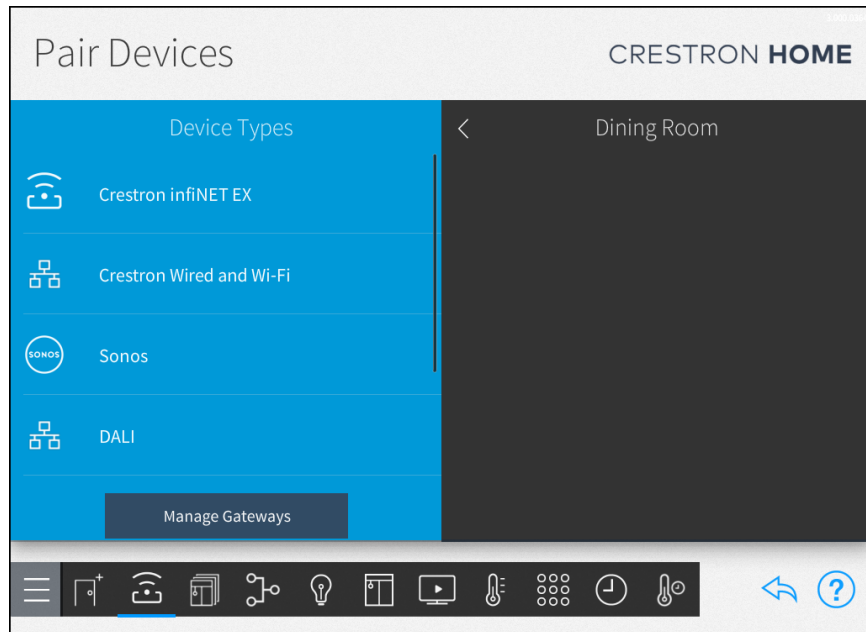 Pair Devices
CRESTRON HOME
Device Types
Dining Room
Crestron infiNET EX
Crestron Wired and Wi-Fi
SONOS
Sonos
DALI
Manage Gateways
?